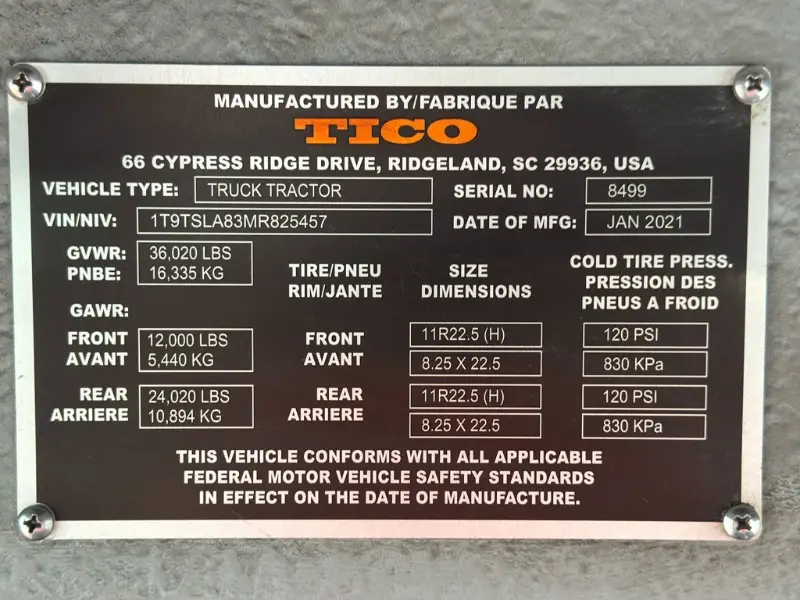 MANUFACTURED BY/FABRIQUE PAR
TICO
66 CYPRESS RIDGE DRIVE, RIDGELAND, SC 29936, USA
VEHICLE TYPE: TRUCK TRACTOR SERIAL NO: 8499
VIN/NIV: 1T9TSLA83MR825457 DATE OF MFG: JAN 2021
GVWR: 36,020 LBS
PNBE: 16,335 KG
TIRE/PNEU SIZE COLD TIRE PRESS.
RIM/JANTE DIMENSIONS PRESSION DES
PNEUS A FROID
GAWR:
FRONT 12,000 LBS FRONT 11R22.5 (H) 120 PSI
AVANT 5,440 KG AVANT 8.25 X 22.5 830 KPa
REAR 24,020 LBS REAR 11R22.5 (H) 120 PSI
ARRIERE 10,894 KG ARRIERE 8.25 X 22.5 830 KPa
THIS VEHICLE CONFORMS WITH ALL APPLICABLE
FEDERAL MOTOR VEHICLE SAFETY STANDARDS
IN EFFECT ON THE DATE OF MANUFACTURE.